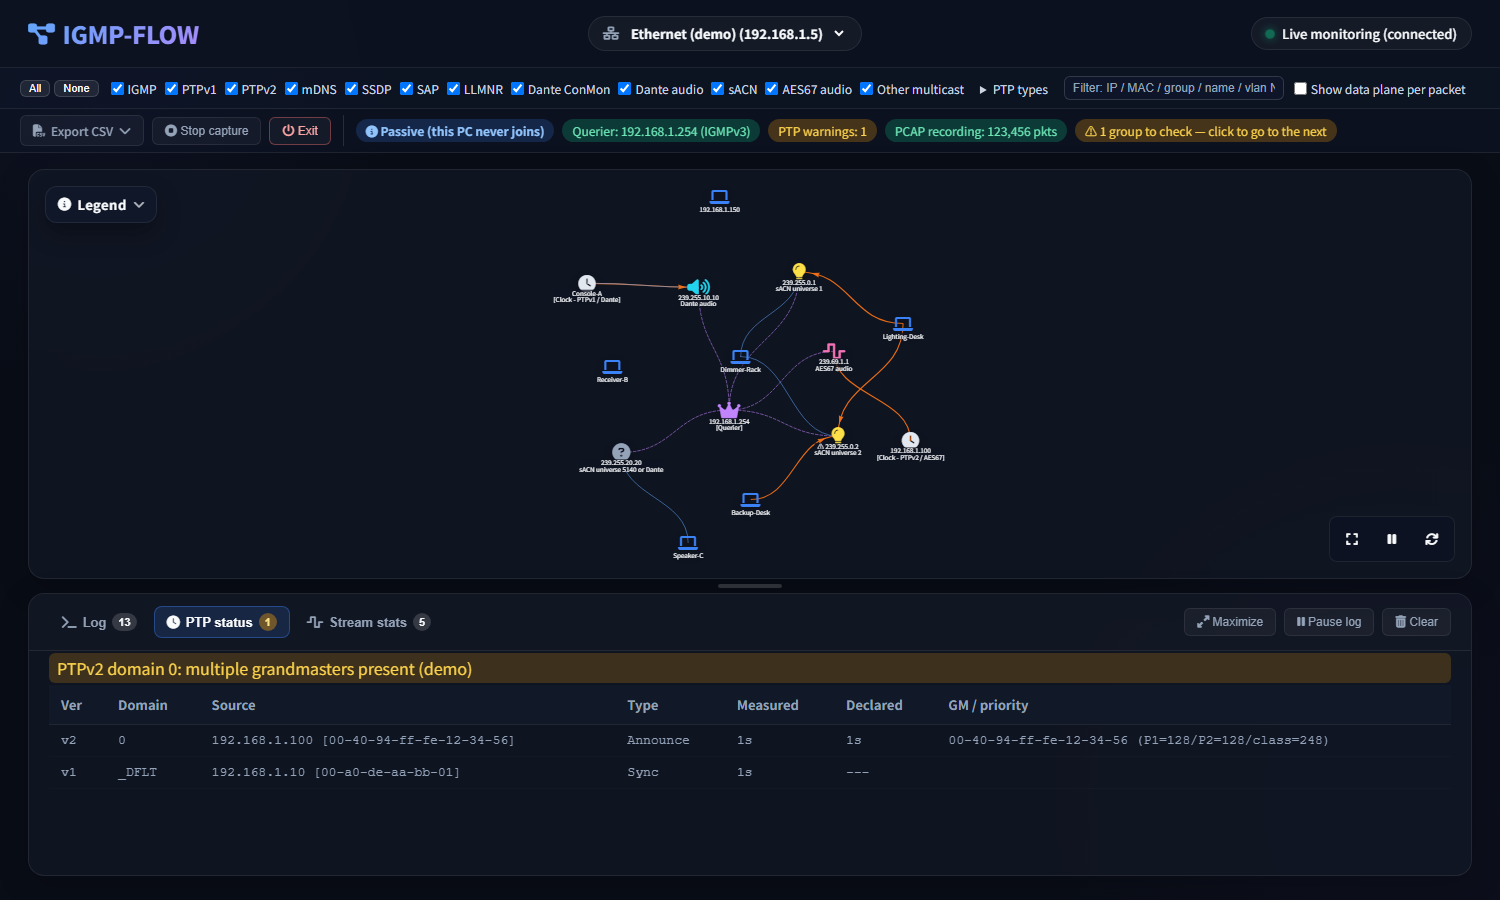 IGMP-FLOW
Ethernet (demo) (192.168.1.5)
Live monitoring (connected)
All None IGMP PTPv1 PTPv2 mDNS SSDP SAP LLMNR Dante ConMon Dante audio sACN AES67 audio Other multicast PTP types Filter: IP / MAC / group / name / vlan N Show data plane per packet
Export CSV Stop capture Exit Passive (this PC never joins) Querier: 192.168.1.254 (IGMPv3) PTP warnings: 1 PCAP recording: 123,456 pkts ⚠ 1 group to check — click to go to the next
Legend
192.168.1.150
Console-A
[Clock - PTPv1 / Dante]
239.255.10.10
Dante audio
239.255.0.1
sACN universe 1
Lighting-Desk
Dimmer-Rack
239.69.1.1
AES67 audio
Receiver-B
192.168.1.254
[Querier]
⚠ 239.255.0.2
sACN universe 2
192.168.1.100
[Clock - PTPv2 / AES67]
?
239.255.20.20
sACN universe 5140 or Dante
Backup-Desk
Speaker-C
Log 13 PTP status 1 Stream stats 5 Maximize Pause log Clear
PTPv2 domain 0: multiple grandmasters present (demo)
Ver Domain Source Type Measured Declared GM / priority
v2 0 192.168.1.100 [00-40-94-ff-fe-12-34-56] Announce 1s 1s 00-40-94-ff-fe-12-34-56 (P1=128/P2=128/class=248)
v1 _DFLT 192.168.1.10 [00-a0-de-aa-bb-01] Sync 1s ---